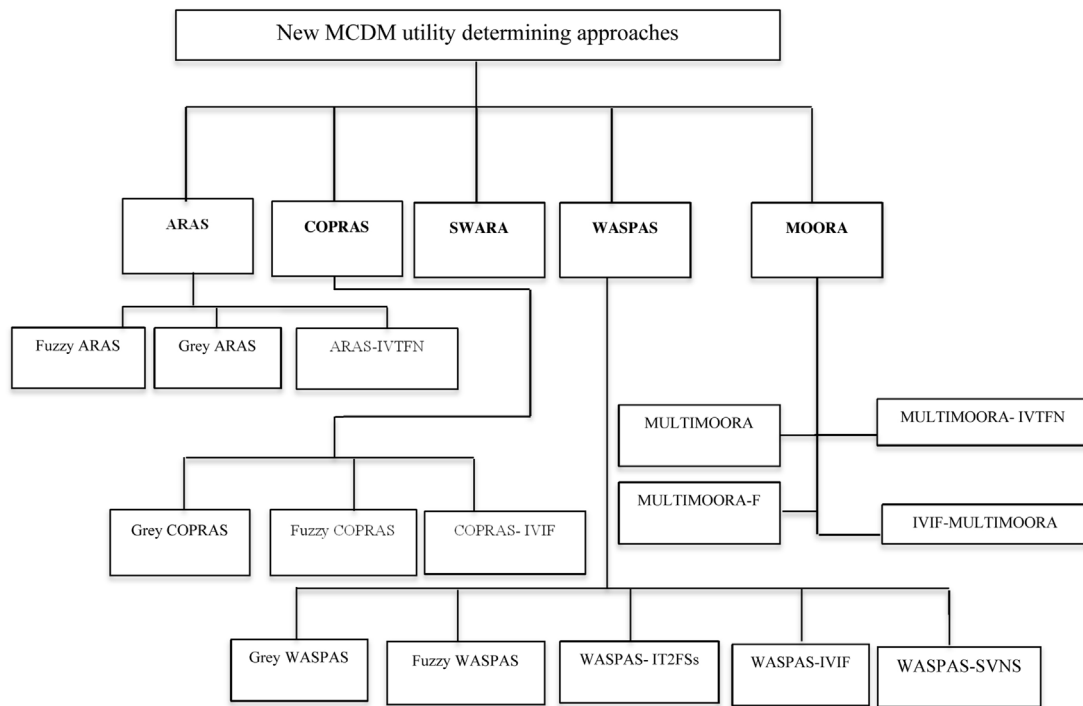 New MCDM utility determining approaches
ARAS
COPRAS
SWARA
WASPAS
MOORA
Fuzzy ARAS
Grey ARAS
ARAS-IVTFN
MULTIMOORA
MULTIMOORA- IVTFN
MULTIMOORA-F
IVIF-MULTIMOORA
Grey COPRAS
Fuzzy COPRAS
COPRAS- IVIF
Grey WASPAS
Fuzzy WASPAS
WASPAS- IT2FSs
WASPAS-IVIF
WASPAS-SVNS